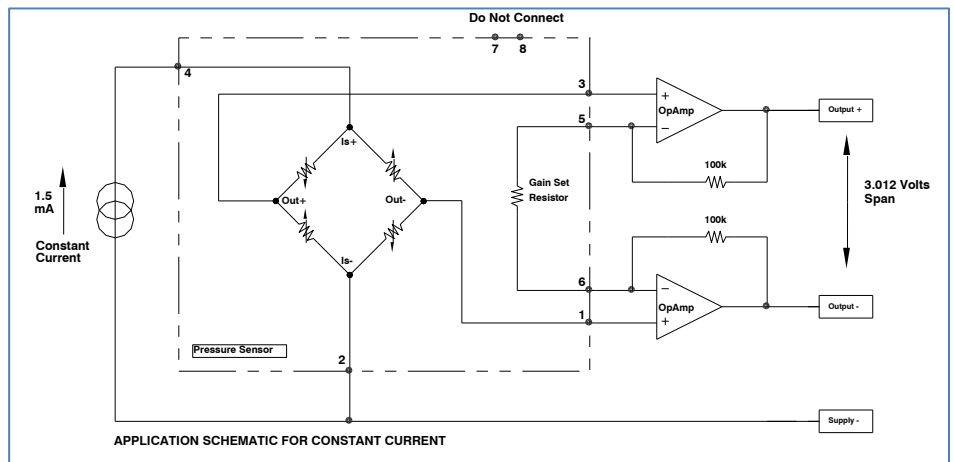 Do Not Connect
7 8
4
3
5
6
1
2
Is+
Out+
Out-
Is-
1.5
mA
Constant
Current
Gain Set
Resistor
+
OpAmp
−
100k
100k
−
OpAmp
+
Output +
3.012 Volts
Span
Output -
Pressure Sensor
Supply -
APPLICATION SCHEMATIC FOR CONSTANT CURRENT